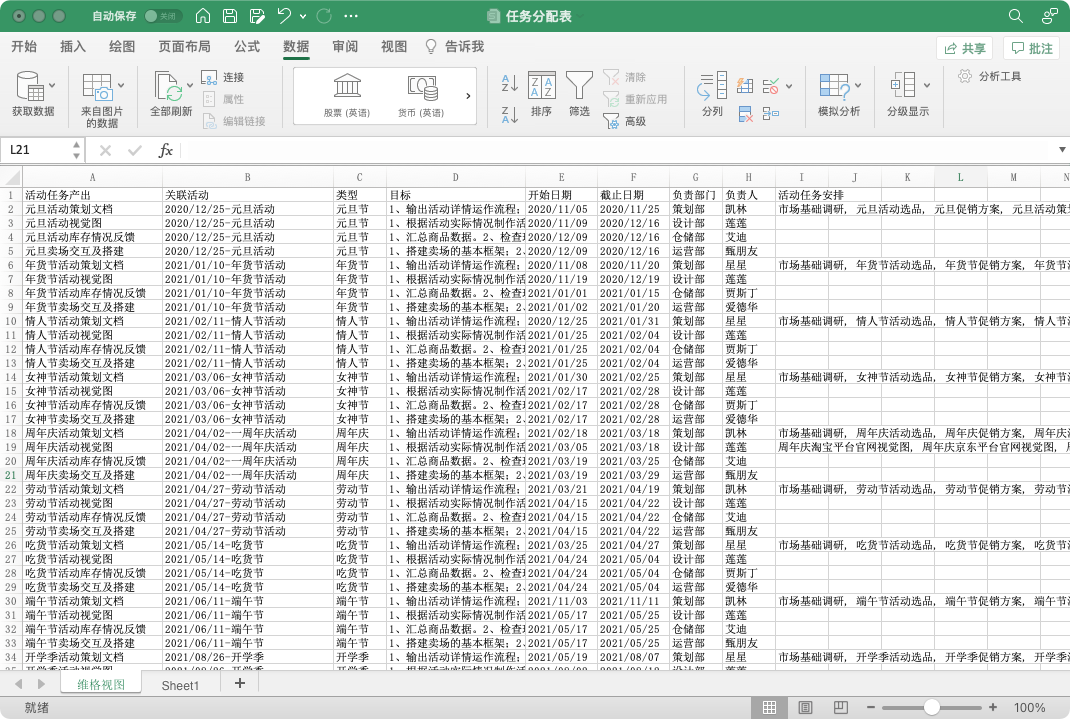 自动保存 关闭 任务分配表
开始 插入 绘图 页面布局 公式 数据 审阅 视图 告诉我 共享 批注
获取数据 来自图片的数据 全部刷新 连接 属性 编辑链接 股票 (英语) 货币 (英语) 排序 筛选 清除 重新应用 高级 分列 模拟分析 分级显示 分析工具
L21 fx
A B C D E F G H I J K L M N
1 活动任务产出 关联活动 类型 目标 开始日期 截止日期 负责部门 负责人 活动任务安排
2 元旦活动策划文档 2020/12/25-元旦活动 元旦节 1、输出活动详情运作流程; 2020/11/05 2020/11/25 策划部 凯林 市场基础调研, 元旦活动选品, 元旦促销方案, 元旦活动策划
3 元旦活动视觉图 2020/12/25-元旦活动 元旦节 1、根据活动实际情况制作活 2020/11/09 2020/12/16 设计部 莲莲
4 元旦活动库存情况反馈 2020/12/25-元旦活动 元旦节 1、汇总商品数据。2、检查 2020/12/09 2020/12/16 仓储部 艾迪
5 元旦卖场交互及搭建 2020/12/25-元旦活动 元旦节 1、搭建卖场的基本框架; 2、 2020/12/09 2020/12/16 运营部 甄朋友
6 年货节活动策划文档 2021/01/10-年货节活动 年货节 1、输出活动详情运作流程; 2020/11/08 2020/11/20 策划部 星星 市场基础调研, 年货节活动选品, 年货节促销方案, 年货节活
7 年货节活动视觉图 2021/01/10-年货节活动 年货节 1、根据活动实际情况制作活 2020/11/19 2020/12/19 设计部 莲莲
8 年货节活动库存情况反馈 2021/01/10-年货节活动 年货节 1、汇总商品数据。2、检查 2021/01/01 2021/01/15 仓储部 贾斯丁
9 年货节卖场交互及搭建 2021/01/10-年货节活动 年货节 1、搭建卖场的基本框架; 2、 2021/01/02 2021/01/20 运营部 爱德华
10 情人节活动策划文档 2021/02/11-情人节活动 情人节 1、输出活动详情运作流程; 2020/12/25 2021/01/31 策划部 星星 市场基础调研, 情人节活动选品, 情人节促销方案, 情人节活
11 情人节活动视觉图 2021/02/11-情人节活动 情人节 1、根据活动实际情况制作活 2021/01/25 2021/02/04 设计部 莲莲
12 情人节活动库存情况反馈 2021/02/11-情人节活动 情人节 1、汇总商品数据。2、检查 2021/01/25 2021/02/04 仓储部 贾斯丁
13 情人节卖场交互及搭建 2021/02/11-情人节活动 情人节 1、搭建卖场的基本框架; 2、 2021/01/25 2021/02/04 运营部 爱德华
14 女神节活动策划文档 2021/03/06-女神节活动 女神节 1、输出活动详情运作流程; 2021/01/30 2021/02/25 策划部 星星 市场基础调研, 女神节活动选品, 女神节促销方案, 女神节活
15 女神节活动视觉图 2021/03/06-女神节活动 女神节 1、根据活动实际情况制作活 2021/02/17 2021/02/28 设计部 莲莲
16 女神节活动库存情况反馈 2021/03/06-女神节活动 女神节 1、汇总商品数据。2、检查 2021/02/17 2021/02/28 仓储部 贾斯丁
17 女神节卖场交互及搭建 2021/03/06-女神节活动 女神节 1、搭建卖场的基本框架; 2、 2021/02/17 2021/02/28 运营部 爱德华
18 周年庆活动策划文档 2021/04/02-一周年庆活动 周年庆 1、输出活动详情运作流程; 2021/02/18 2021/03/18 策划部 凯林 市场基础调研, 周年庆活动选品, 周年庆促销方案, 周年庆活
19 周年庆活动视觉图 2021/04/02-一周年庆活动 周年庆 1、根据活动实际情况制作活 2021/03/05 2021/03/18 设计部 莲莲 周年庆淘宝平台官网视觉图, 周年庆京东平台官网视觉图,
20 周年庆活动库存情况反馈 2021/04/02-一周年庆活动 周年庆 1、汇总商品数据。2、检查 2021/03/19 2021/03/25 仓储部 艾迪
21 周年庆卖场交互及搭建 2021/04/02-一周年庆活动 周年庆 1、搭建卖场的基本框架; 2、 2021/03/19 2021/03/29 运营部 甄朋友
22 劳动节活动策划文档 2021/04/27-劳动节活动 劳动节 1、输出活动详情运作流程; 2021/03/21 2021/04/19 策划部 凯林 市场基础调研, 劳动节活动选品, 劳动节促销方案, 劳动节活
23 劳动节活动视觉图 2021/04/27-劳动节活动 劳动节 1、根据活动实际情况制作活 2021/04/15 2021/04/22 设计部 莲莲
24 劳动节活动库存情况反馈 2021/04/27-劳动节活动 劳动节 1、汇总商品数据。2、检查 2021/04/15 2021/04/22 仓储部 艾迪
25 劳动节卖场交互及搭建 2021/04/27-劳动节活动 劳动节 1、搭建卖场的基本框架; 2、 2021/04/15 2021/04/22 运营部 甄朋友
26 吃货节活动策划文档 2021/05/14-吃货节 吃货节 1、输出活动详情运作流程; 2021/03/25 2021/04/27 策划部 星星 市场基础调研, 吃货节活动选品, 吃货节促销方案, 吃货节活
27 吃货节活动视觉图 2021/05/14-吃货节 吃货节 1、根据活动实际情况制作活 2021/04/24 2021/05/04 设计部 莲莲
28 吃货节活动库存情况反馈 2021/05/14-吃货节 吃货节 1、汇总商品数据。2、检查 2021/04/24 2021/05/04 仓储部 贾斯丁
29 吃货节卖场交互及搭建 2021/05/14-吃货节 吃货节 1、搭建卖场的基本框架; 2、 2021/04/24 2021/05/04 运营部 爱德华
30 端午节活动策划文档 2021/06/11-端午节 端午节 1、输出活动详情运作流程; 2021/11/03 2021/11/11 策划部 凯林 市场基础调研, 端午节活动选品, 端午节促销方案, 端午节活
31 端午节活动视觉图 2021/06/11-端午节 端午节 1、根据活动实际情况制作活 2021/05/17 2021/05/25 设计部 莲莲
32 端午节活动库存情况反馈 2021/06/11-端午节 端午节 1、汇总商品数据。2、检查 2021/05/17 2021/05/25 仓储部 艾迪
33 端午节卖场交互及搭建 2021/06/11-端午节 端午节 1、搭建卖场的基本框架; 2、 2021/05/17 2021/05/25 运营部 甄朋友
34 开学季活动策划文档 2021/08/26-开学季 开学季 1、输出活动详情运作流程; 2021/05/19 2021/08/07 策划部 星星 市场基础调研, 开学季活动选品, 开学季促销方案, 开学季活
维格视图 Sheet1 +
就绪 100%